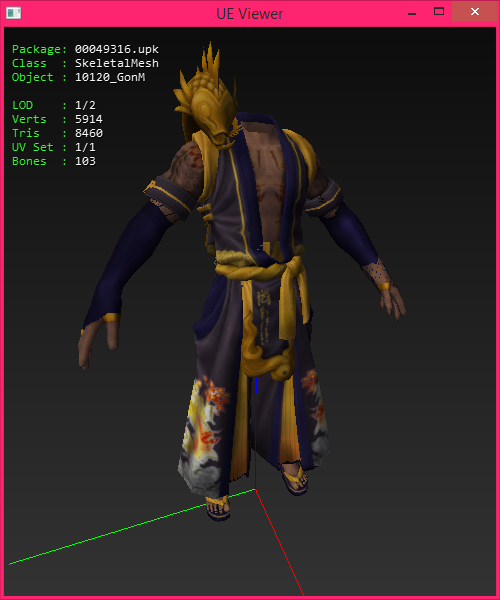 UE Viewer
Package: 00049316.upk
Class : SkeletalMesh
Object : 10120_GonM
LOD : 1/2
Verts : 5914
Tris : 8460
UV Set : 1/1
Bones : 103